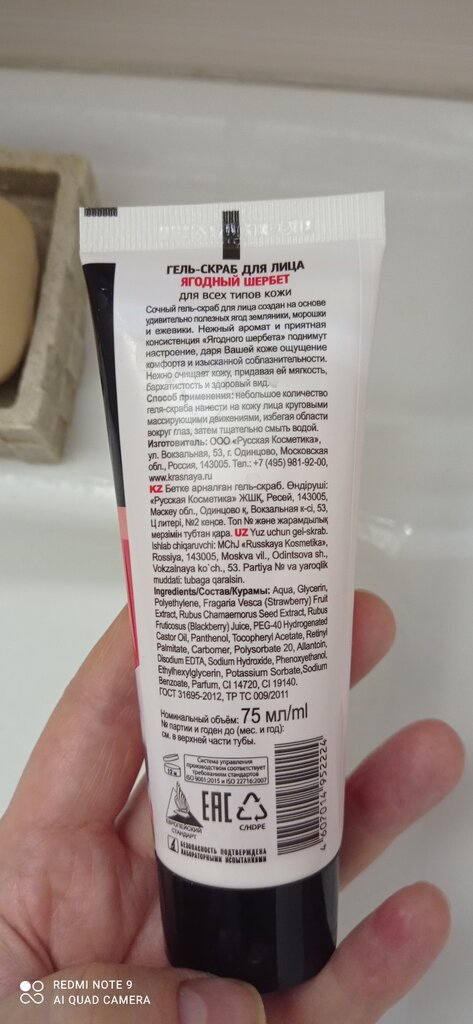 ГЕЛЬ-СКРАБ ДЛЯ ЛИЦА
ЯГОДНЫЙ ШЕРБЕТ
для всех типов кожи
Сочный гель-скраб для лица создан на основе
удивительно полезных ягод земляники, морошки
и ежевики. Нежный аромат и приятная
консистенция «Ягодного шербета» поднимут
настроение, даря Вашей коже ощущение
комфорта и изысканной соблазнительности.
Нежно очищает кожу, придавая ей мягкость,
бархатистость и здоровый вид.
Способ применения: небольшое количество
геля-скраба нанести на кожу лица круговыми
массирующими движениями, избегая области
вокруг глаз, затем тщательно смыть водой.
Изготовитель: ООО «Русская Косметика»,
ул. Вокзальная, 53, г. Одинцово, Московская
обл., Россия, 143005. Тел.: +7 (495) 981-92-00,
www.krasnaya.ru
KZ Бетке арналған гель-скраб. Өндіруші:
«Русская Косметика» ЖШҚ, Ресей, 143005,
Мәскеу обл., Одинцово қ, Вокзальная к-сі, 53,
Ц литері, №2 кеңсе. Топ № және жарамдылық
мерзімін тубтан қара. UZ Yuz uchun gel-skrab.
Ishlab chiqaruvchi: MChJ «Russkaya Kosmetika»,
Rossiya, 143005, Moskva vil., Odintsova sh.,
Vokzalnaya ko`ch., 53. Partiya № va yaroqlik
muddati: tubaga qaralsin.
Ingredients/Состав/Курамы: Aqua, Glycerin,
Polyethylene, Fragaria Vesca (Strawberry) Fruit
Extract, Rubus Chamaemorus Seed Extract, Rubus
Fruticosus (Blackberry) Juice, PEG-40 Hydrogenated
Castor Oil, Panthenol, Tocopheryl Acetate, Retinyl
Palmitate, Carbomer, Polysorbate 20, Allantoin,
Disodium EDTA, Sodium Hydroxide, Phenoxyethanol,
Ethylhexylglycerin, Potassium Sorbate,Sodium
Benzoate, Parfum, CI 14720, CI 19140.
ГОСТ 31695-2012, ТР ТС 009/2011
Номинальный объём: 75 мл/ml
№ партии и годен до (мес. и год):
см. в верхней части тубы.
12 м
Система управления
производством соответствует
требованиям стандартов
ISO 9001:2015 и ISO 22716:2007
ЕВРОПЕЙСКИЙ
СТАНДАРТ
EAC
C/HDPE
БЕЗОПАСНОСТЬ ПОДТВЕРЖДЕНА
ЛАБОРАТОРНЫМИ ИСПЫТАНИЯМИ
4 607014 952224
REDMI NOTE 9
AI QUAD CAMERA